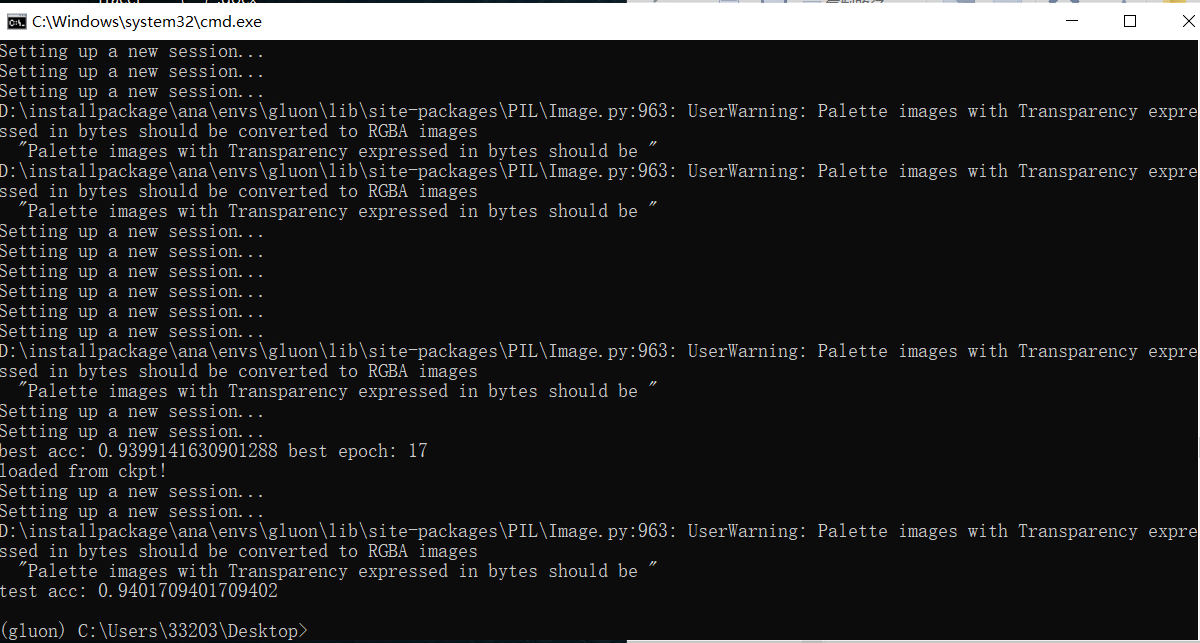 C:\Windows\system32\cmd.exe
Setting up a new session...
Setting up a new session...
Setting up a new session...
D:\installpackage\ana\envs\gluon\lib\site-packages\PIL\Image.py:963: UserWarning: Palette images with Transparency expre
ssed in bytes should be converted to RGBA images
  "Palette images with Transparency expressed in bytes should be "
D:\installpackage\ana\envs\gluon\lib\site-packages\PIL\Image.py:963: UserWarning: Palette images with Transparency expre
ssed in bytes should be converted to RGBA images
  "Palette images with Transparency expressed in bytes should be "
Setting up a new session...
Setting up a new session...
Setting up a new session...
Setting up a new session...
Setting up a new session...
Setting up a new session...
D:\installpackage\ana\envs\gluon\lib\site-packages\PIL\Image.py:963: UserWarning: Palette images with Transparency expre
ssed in bytes should be converted to RGBA images
  "Palette images with Transparency expressed in bytes should be "
Setting up a new session...
Setting up a new session...
best acc: 0.9399141630901288 best epoch: 17
loaded from ckpt!
Setting up a new session...
Setting up a new session...
D:\installpackage\ana\envs\gluon\lib\site-packages\PIL\Image.py:963: UserWarning: Palette images with Transparency expre
ssed in bytes should be converted to RGBA images
  "Palette images with Transparency expressed in bytes should be "
test acc: 0.9401709401709402
(gluon) C:\Users\33203\Desktop>